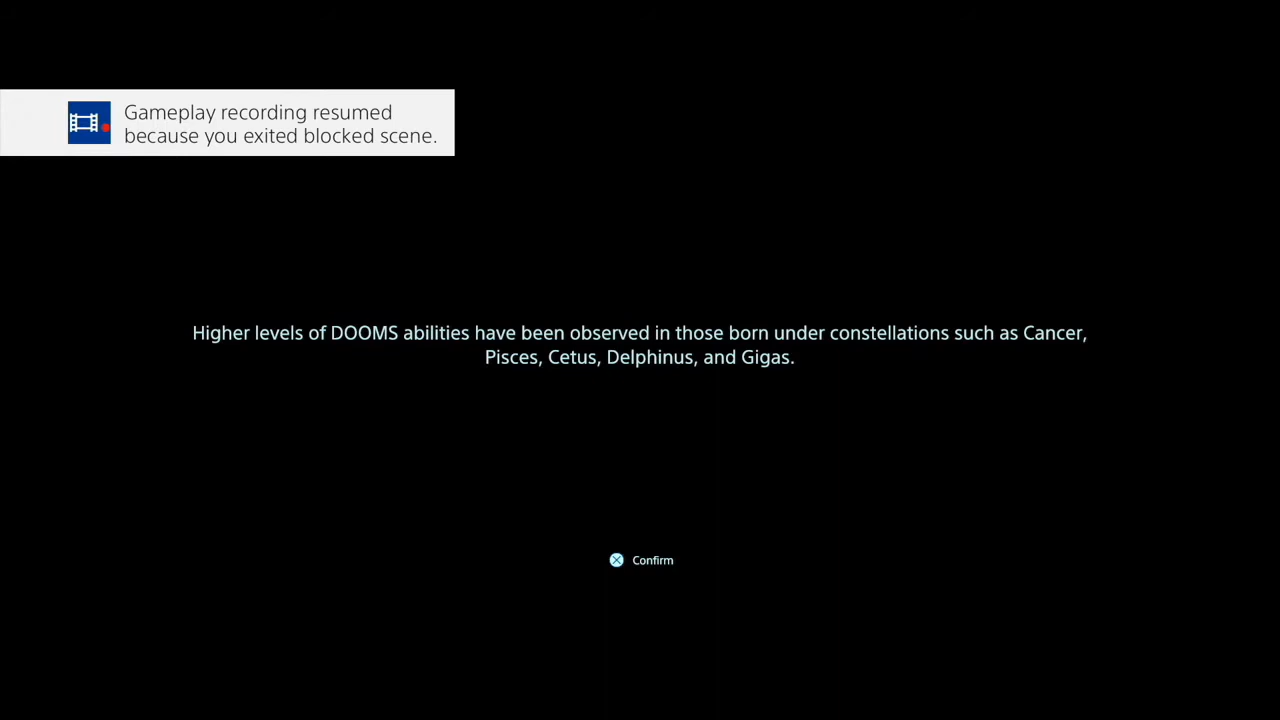 Gameplay recording resumed
because you exited blocked scene.
Higher levels of DOOMS abilities have been observed in those born under constellations such as Cancer,
Pisces, Cetus, Delphinus, and Gigas.
Confirm